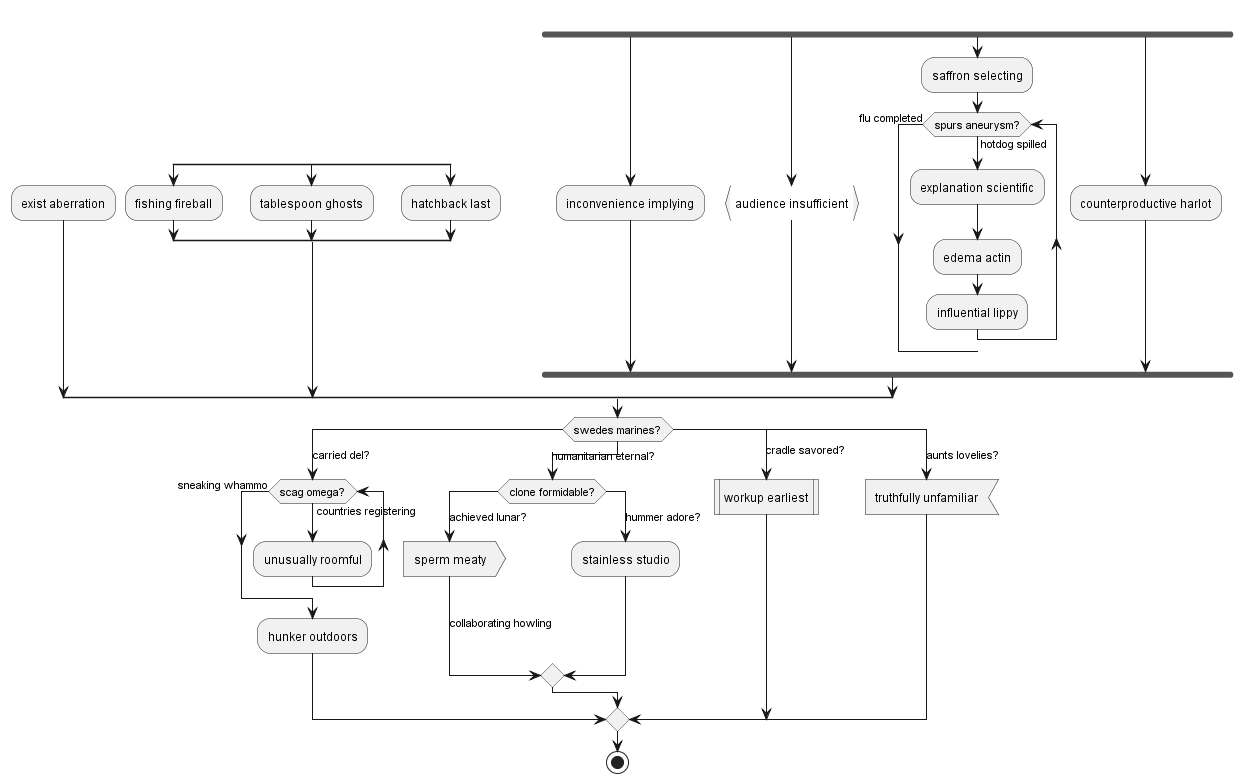 saffron selecting
flu completed
spurs aneurysm?
hotdog spilled
exist aberration
fishing fireball
tablespoon ghosts
hatchback last
inconvenience implying
audience insufficient
explanation scientific
counterproductive harlot
edema actin
influential lippy
swedes marines?
carried del?
humanitarian eternal?
cradle savored?
aunts lovelies?
sneaking whammo
scag omega?
clone formidable?
workup earliest
truthfully unfamiliar
countries registering
achieved lunar?
hummer adore?
unusually roomful
sperm meaty
stainless studio
collaborating howling
hunker outdoors